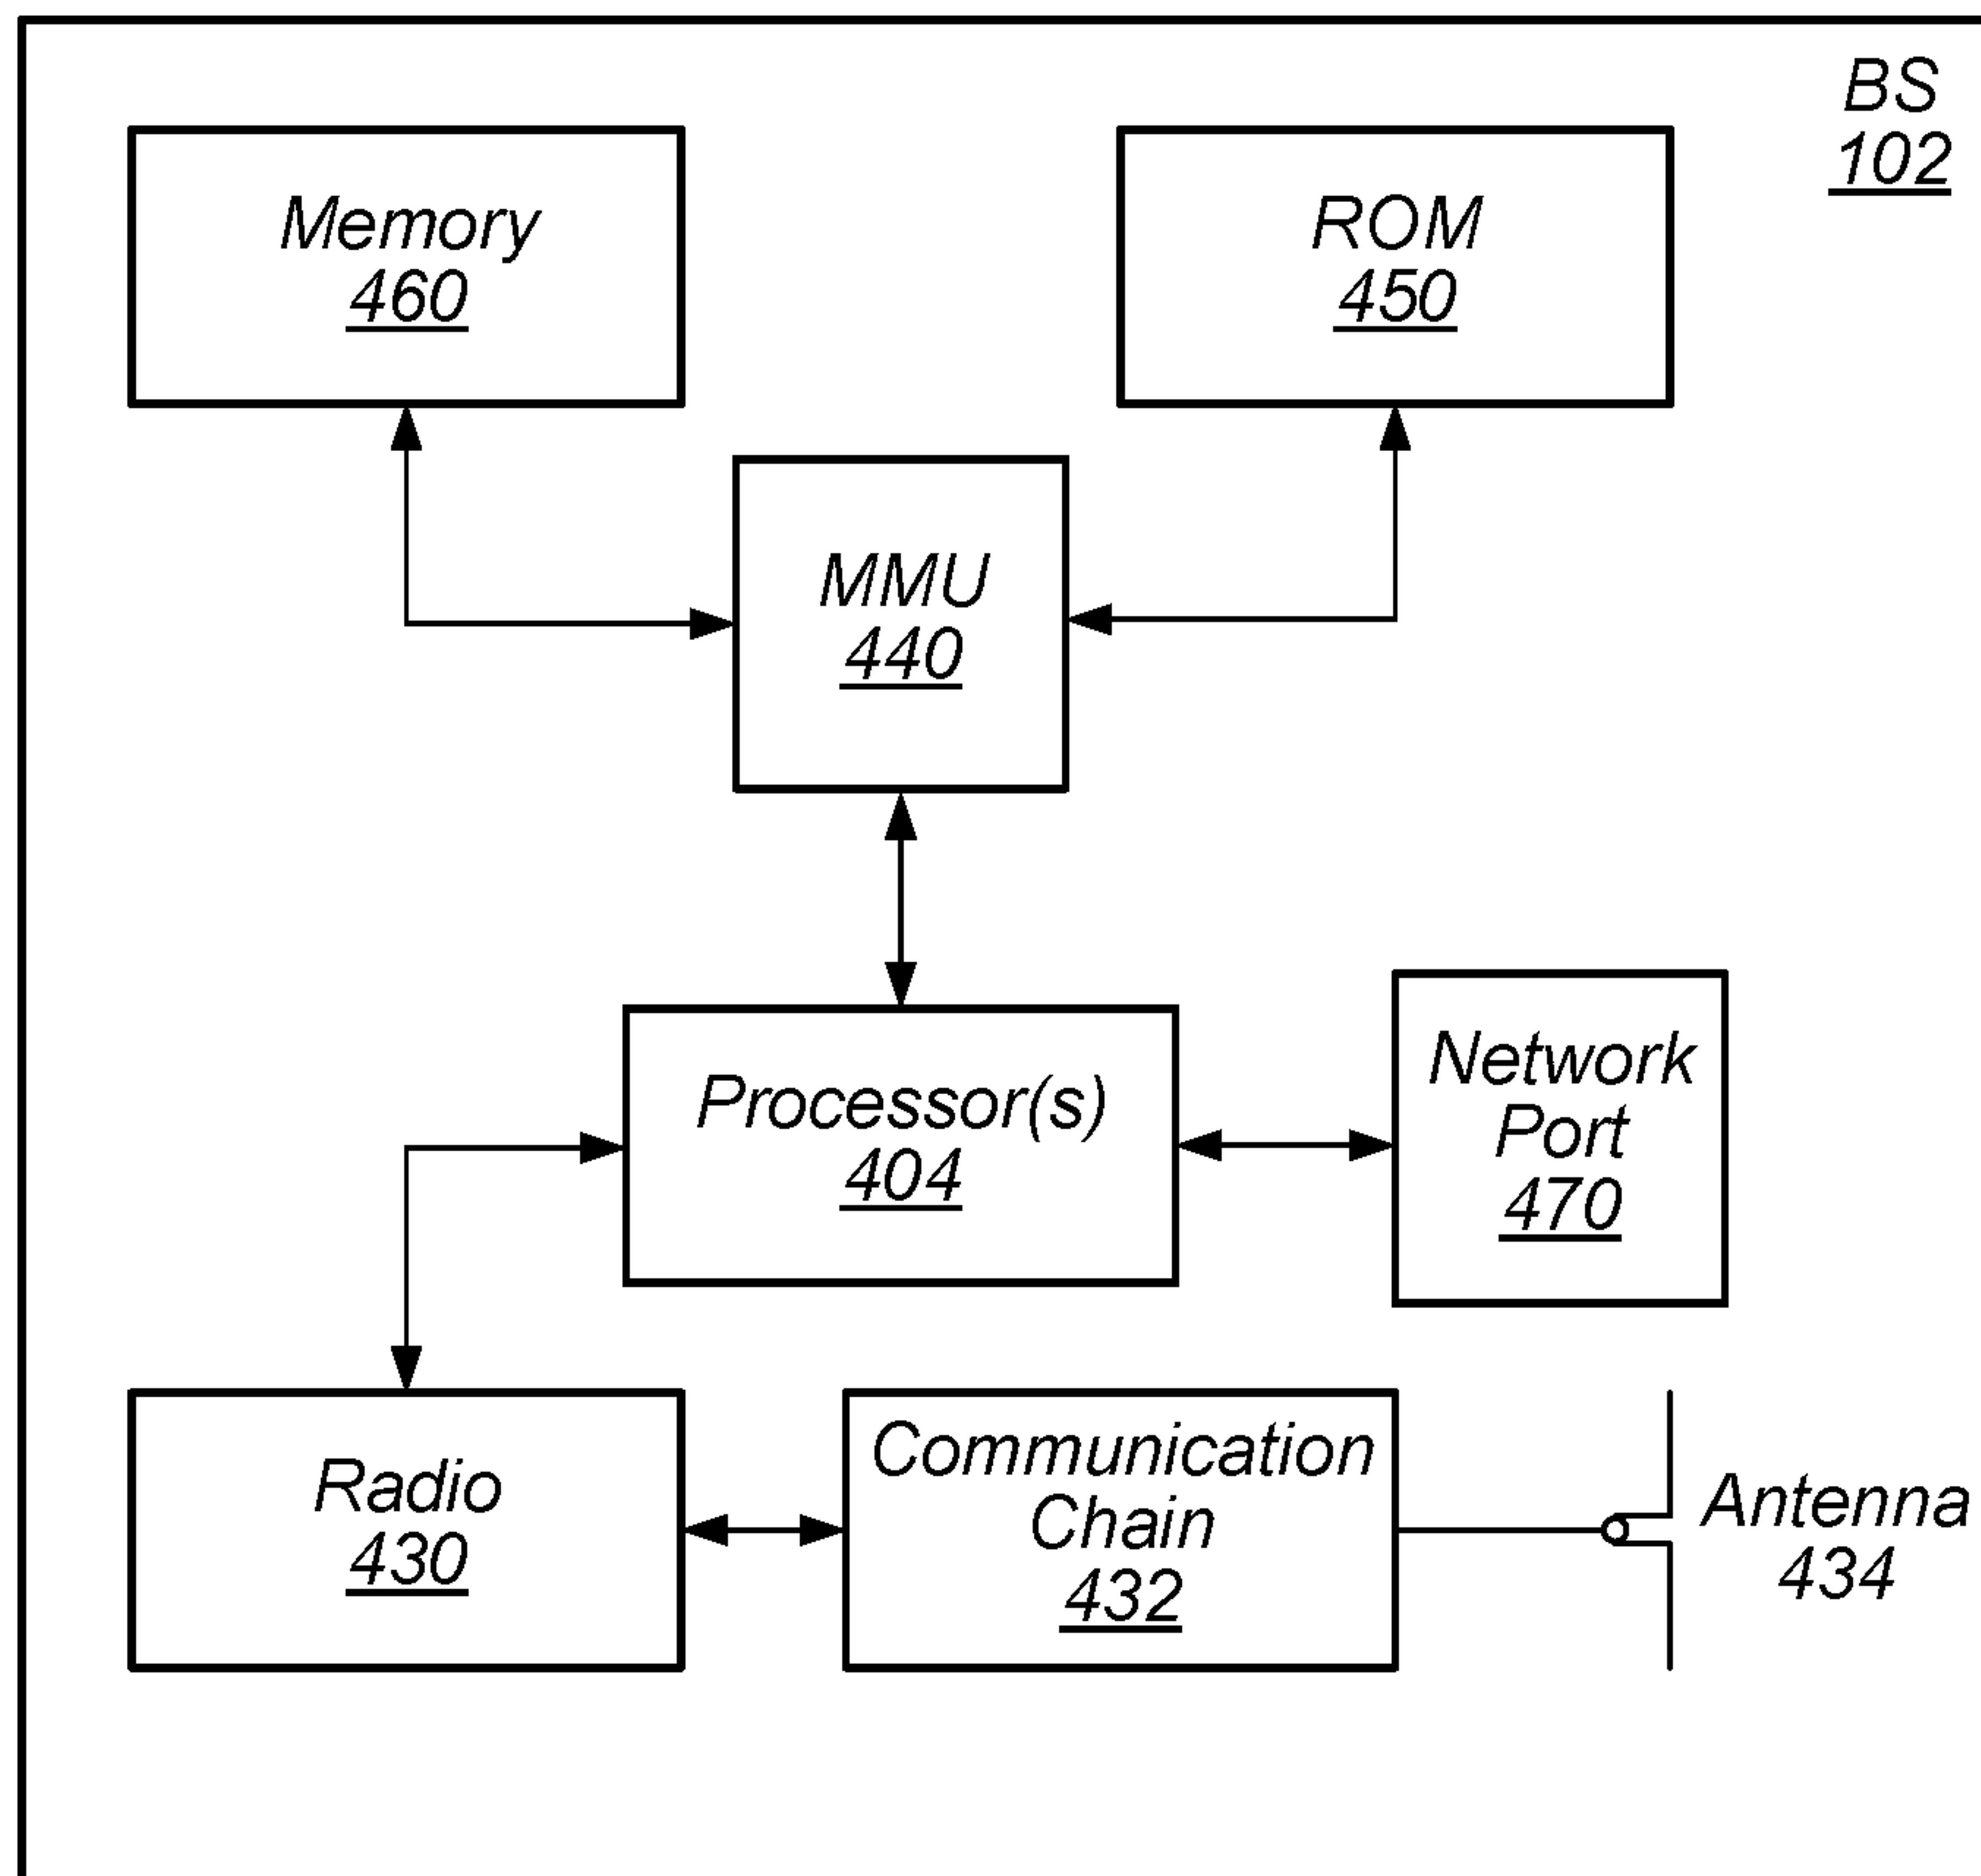 BS
102
Memory
460
ROM
450
MMU
440
Processor(s)
404
Network
Port
470
Radio
430
Communication
Chain
432
Antenna
434